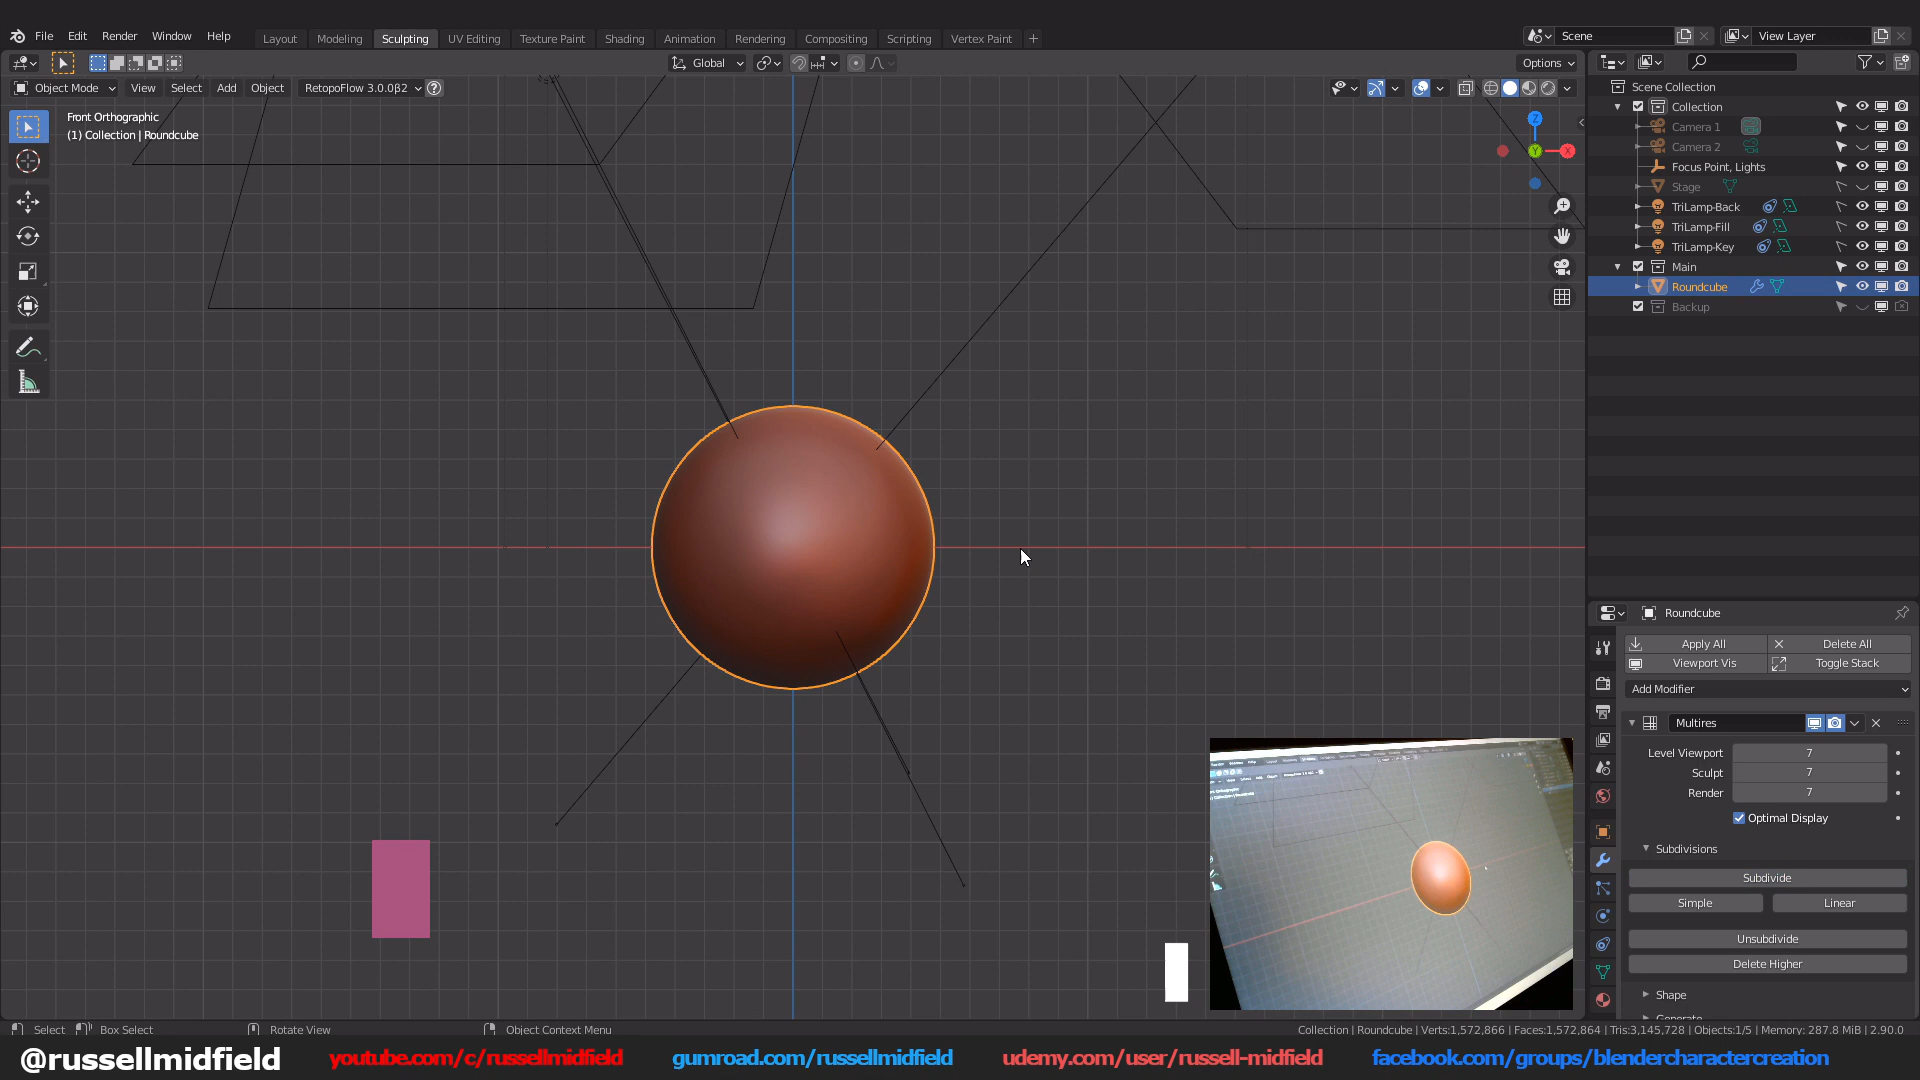 File Edit Render Window Help
Layout Modeling Sculpting UV Editing Texture Paint Shading Animation Rendering Compositing Scripting Vertex Paint +
Scene
View Layer
Global
Options
Object Mode View Select Add Object RetopoFlow 3.0.0β2 ?
Front Orthographic
(1) Collection | Roundcube
Z
Y
X
Scene Collection
Collection
Camera 1
Camera 2
Focus Point, Lights
Stage
TriLamp-Back
TriLamp-Fill
TriLamp-Key
Main
Roundcube
Backup
Roundcube
Apply All Delete All
Viewport Vis Toggle Stack
Add Modifier
Multires
Level Viewport 7
Sculpt 7
Render 7
Optimal Display
Subdivisions
Subdivide
Simple Linear
Unsubdivide
Delete Higher
Shape
Generate
Select Box Select Rotate View Object Context Menu
Collection | Roundcube | Verts:1,572,866 | Faces:1,572,864 | Tris:3,145,728 | Objects:1/5 | Memory: 287.8 MiB | 2.90.0
@russellmidfield youtube.com/c/russellmidfield gumroad.com/russellmidfield udemy.com/user/russell-midfield facebook.com/groups/blendercharactercreation